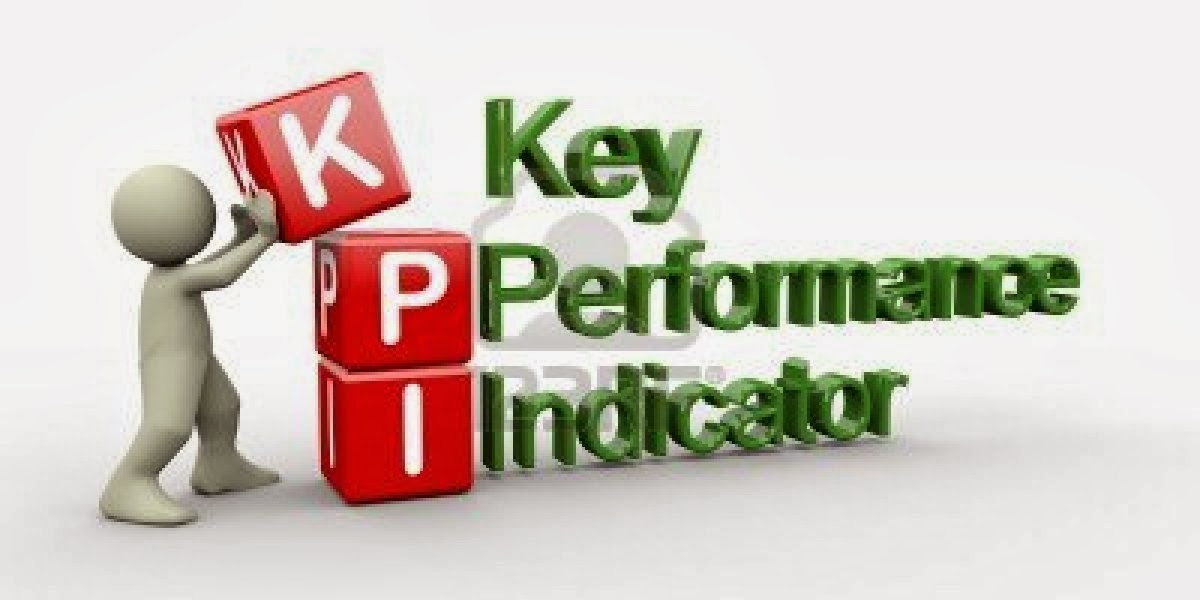 K Key
P Performance
I Indicator